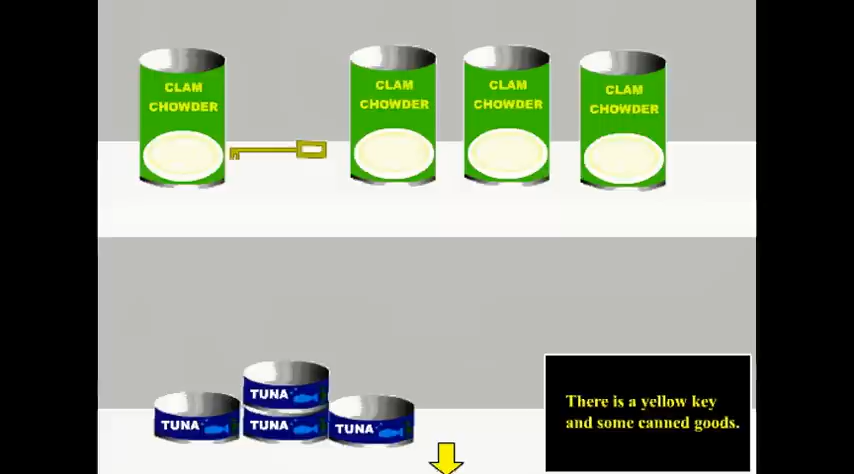 CLAM
CHOWDER
CLAM
CHOWDER
CLAM
CHOWDER
CLAM
CHOWDER
TUNA
TUNA
TUNA
TUNA
There is a yellow key
and some canned goods.